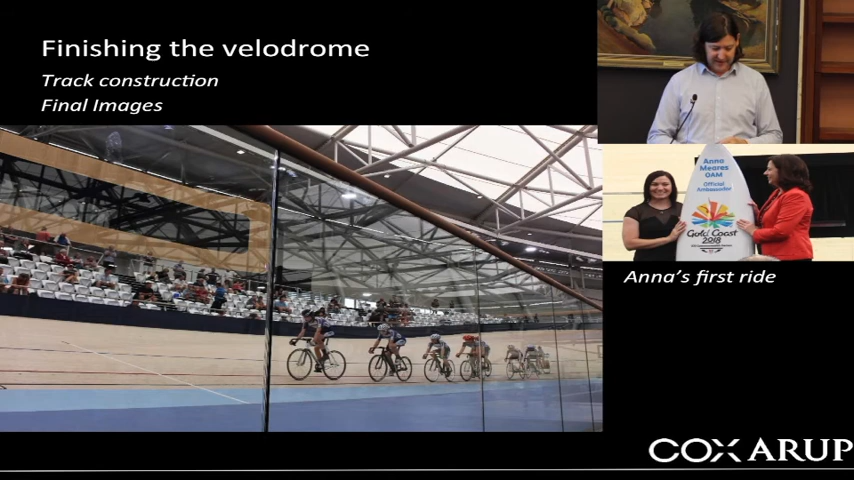 Finishing the velodrome
Track construction
Final Images
Anna
Meares
OAM
Official
Ambassador
Gold Coast
2018
Anna's first ride
COX ARUP